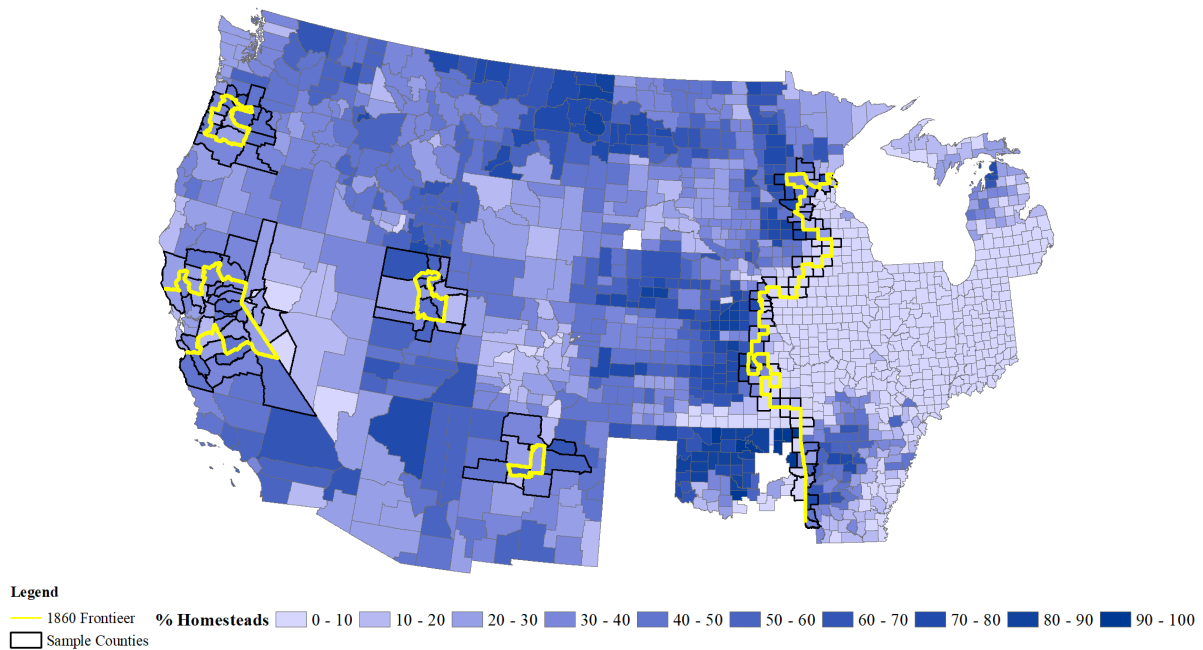 Legend
1860 Frontieer
Sample Counties
% Homesteads 0 - 10 10 - 20 20 - 30 30 - 40 40 - 50 50 - 60 60 - 70 70 - 80 80 - 90 90 - 100